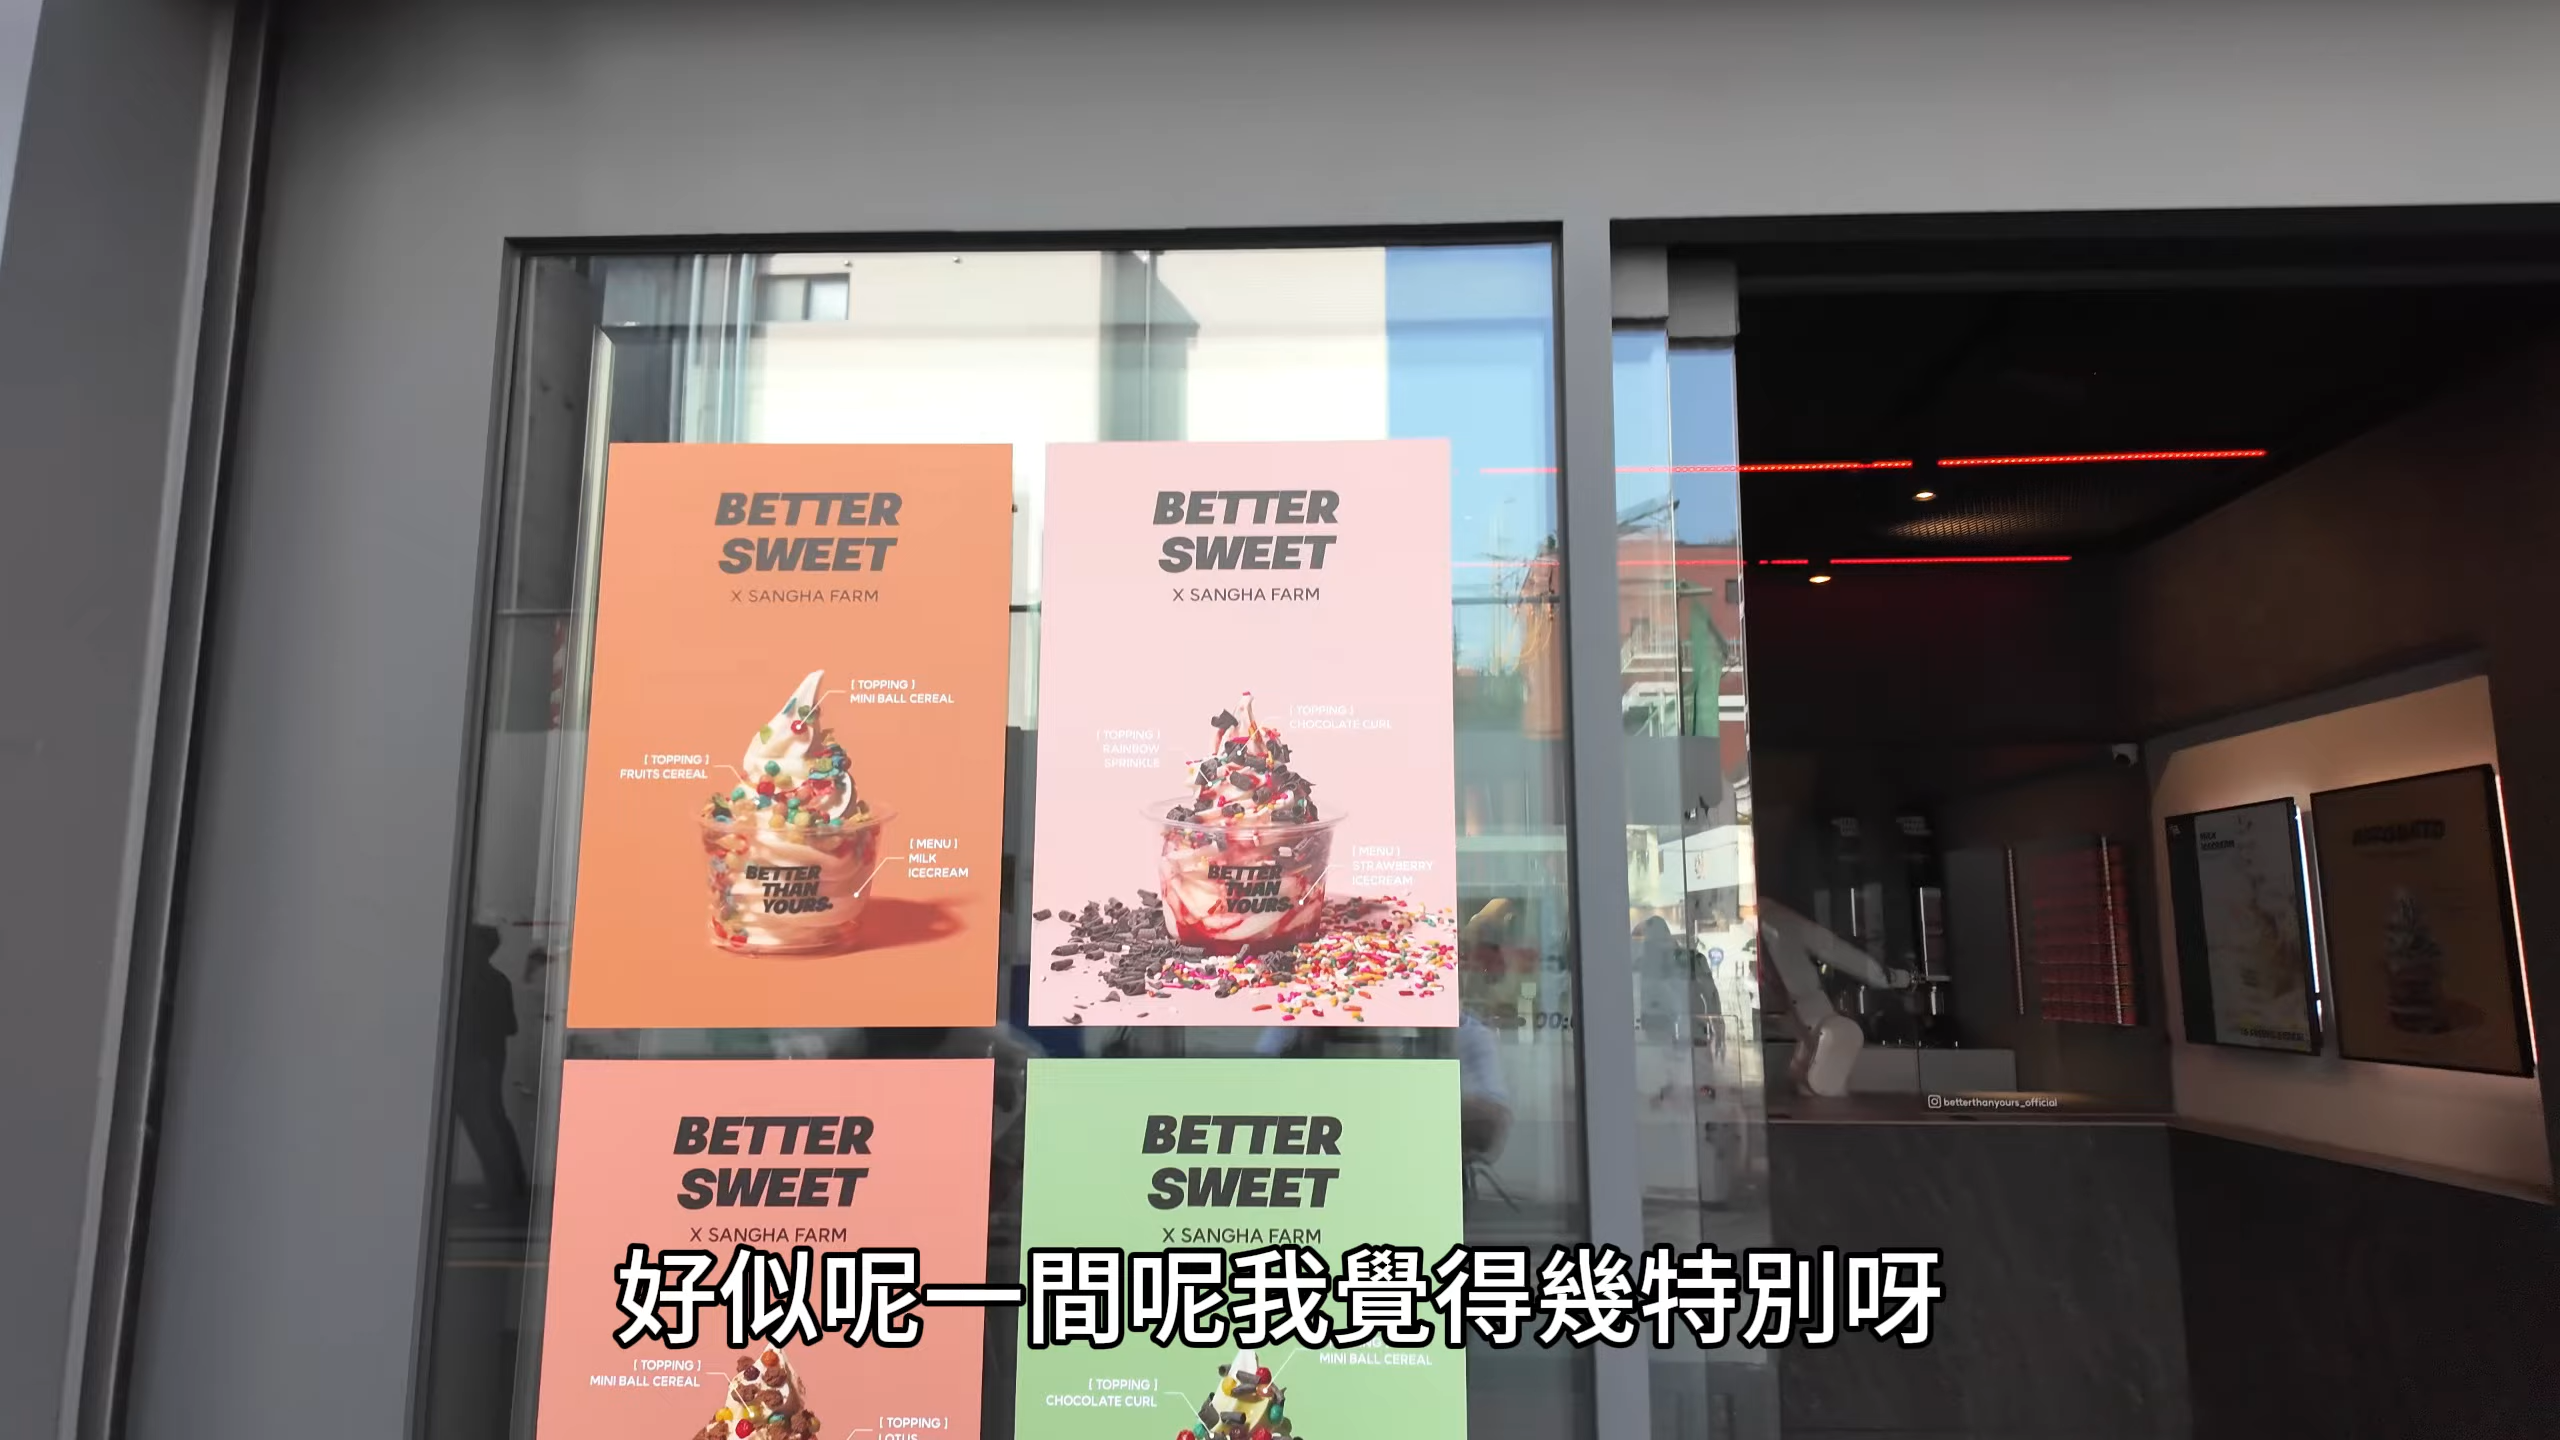 BETTER
SWEET
X SANGHA FARM
[ TOPPING ]
MINI BALL CEREAL
[ TOPPING ]
FRUITS CEREAL
[ MENU ]
MILK
ICECREAM
BETTER
THAN
YOURS
BETTER
SWEET
X SANGHA FARM
[ TOPPING ]
CHOCOLATE CURL
[ TOPPING ]
RAINBOW
SPRINKLE
[ MENU ]
STRAWBERRY
ICECREAM
BETTER
THAN
YOURS
BETTER
SWEET
X SANGHA FARM
[ TOPPING ]
MINI BALL CEREAL
[ TOPPING ]
LOTUS
BETTER
SWEET
X SANGHA FARM
MINI BALL CEREAL
[ TOPPING ]
CHOCOLATE CURL
betterthanyours_official
MILK
ICECREAM
好似呢一間呢我覺得幾特別呀